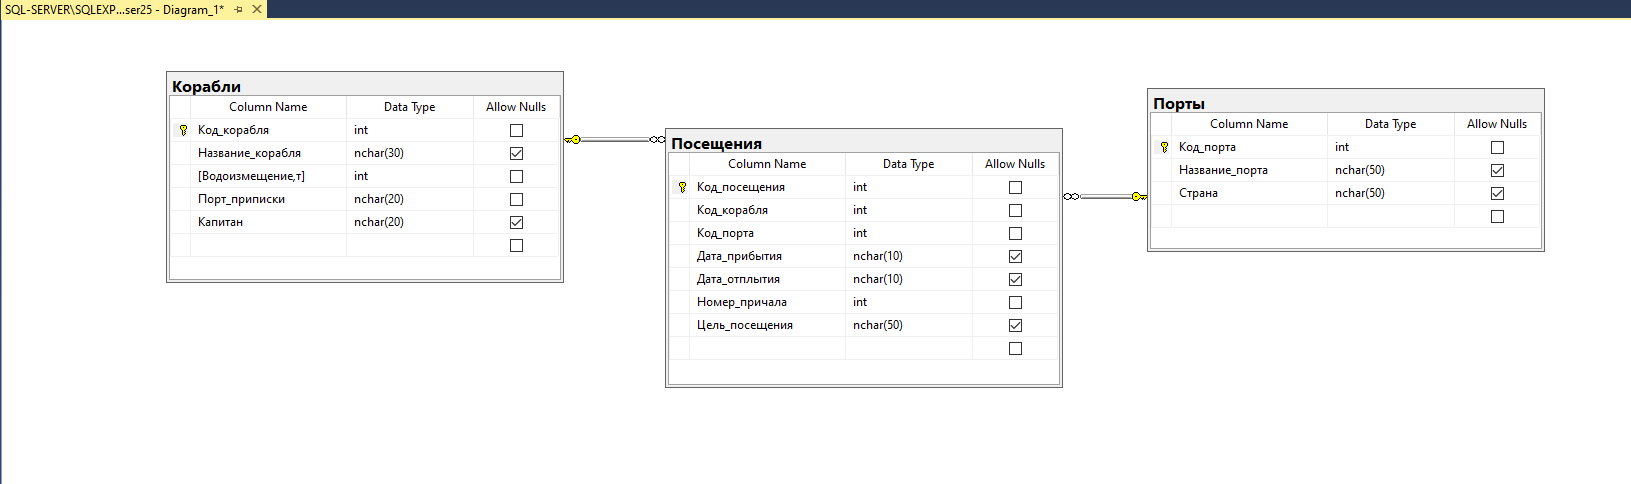 SQL-SERVER\SQLEXP...ser25 - Diagram_1*
Корабли
Column Name Data Type Allow Nulls
Код_корабля int
Название_корабля nchar(30)
[Водоизмещение,т] int
Порт_приписки nchar(20)
Капитан nchar(20)
Посещения
Column Name Data Type Allow Nulls
Код_посещения int
Код_корабля int
Код_порта int
Дата_прибытия nchar(10)
Дата_отплытия nchar(10)
Номер_причала int
Цель_посещения nchar(50)
Порты
Column Name Data Type Allow Nulls
Код_порта int
Название_порта nchar(50)
Страна nchar(50)